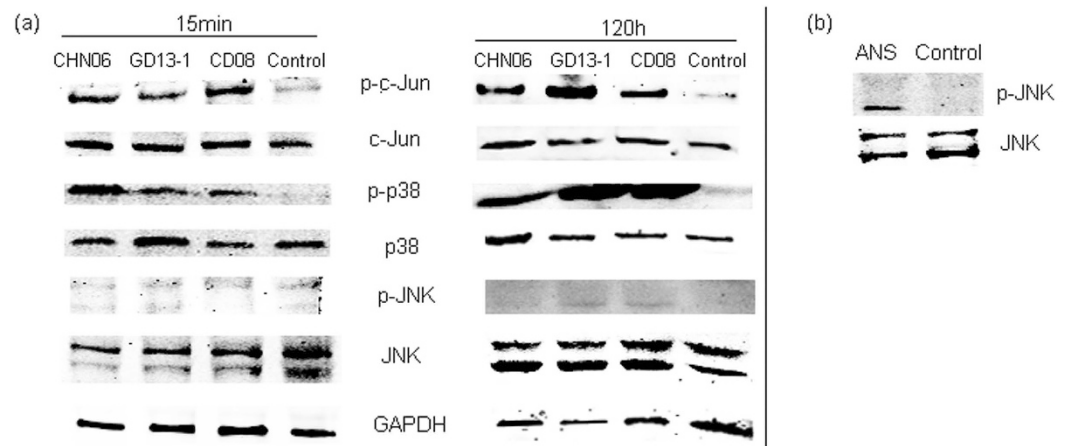 (a)
15min
CHN06 GD13-1 CD08 Control
120h
CHN06 GD13-1 CD08 Control
p-c-Jun
c-Jun
p-p38
p38
p-JNK
JNK
GAPDH
(b)
ANS Control
p-JNK
JNK